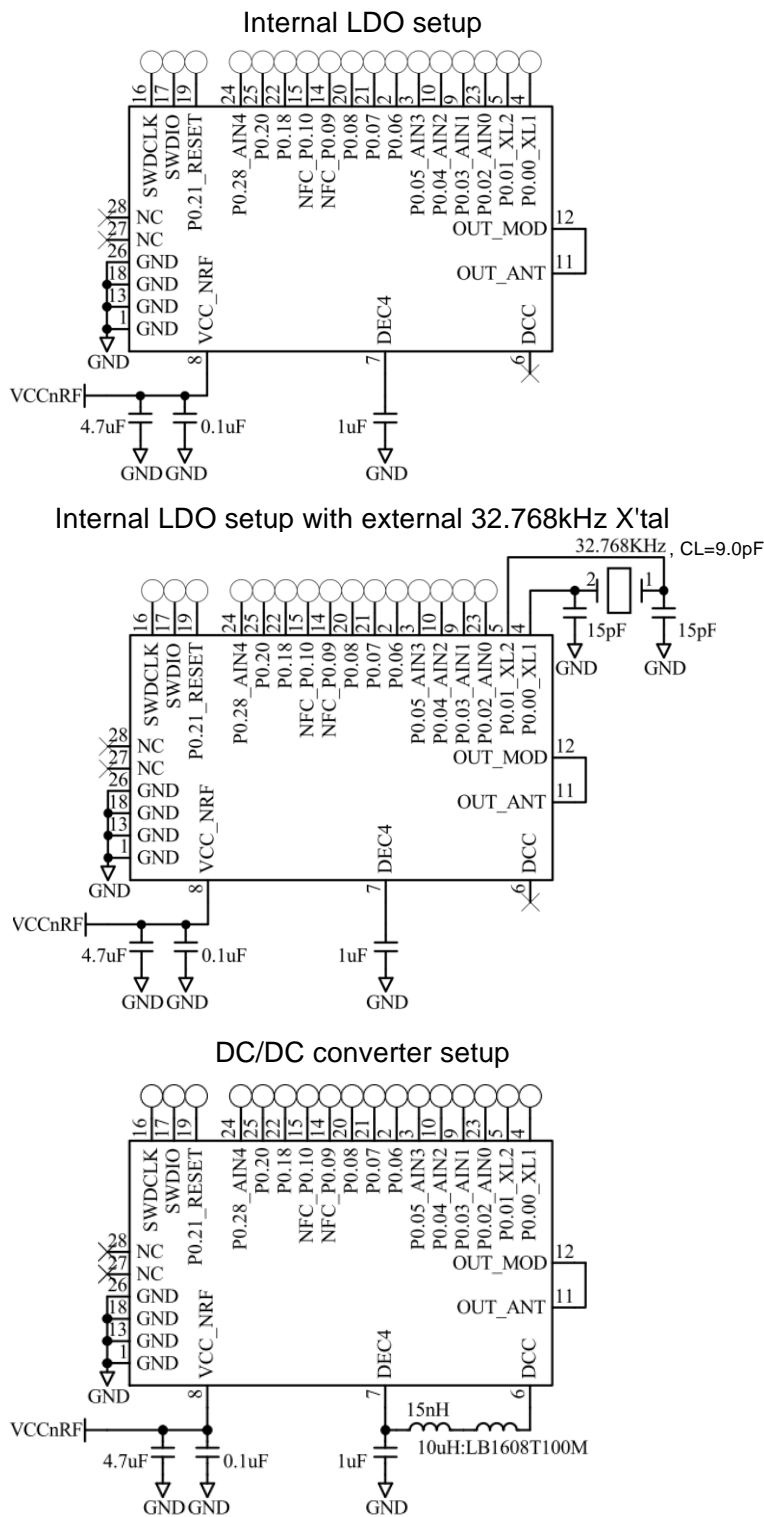 Internal LDO setup
16 17 19 24 25 22 15 14 20 21 2 3 10 9 23 5 4
SWDCLK
SWDIO
P0.21_RESET
P0.28_AIN4
P0.20
P0.18
NFC_P0.10
NFC_P0.09
P0.08
P0.07
P0.06
P0.05_AIN3
P0.04_AIN2
P0.03_AIN1
P0.02_AIN0
P0.01_XL2
P0.00_XL1
28 NC
27 NC
26 GND
18 GND
13 GND
1 GND
GND
OUT_MOD 12
OUT_ANT 11
VCC_NRF
DEC4
DCC
8
7
6
VCCnRF
4.7uF
0.1uF
1uF
GND GND
GND
Internal LDO setup with external 32.768kHz X'tal
32.768KHz , CL=9.0pF
2 1
15pF
15pF
GND
GND
16 17 19 24 25 22 15 14 20 21 2 3 10 9 23 5 4
SWDCLK
SWDIO
P0.21_RESET
P0.28_AIN4
P0.20
P0.18
NFC_P0.10
NFC_P0.09
P0.08
P0.07
P0.06
P0.05_AIN3
P0.04_AIN2
P0.03_AIN1
P0.02_AIN0
P0.01_XL2
P0.00_XL1
28 NC
27 NC
26 GND
18 GND
13 GND
1 GND
GND
OUT_MOD 12
OUT_ANT 11
VCC_NRF
DEC4
DCC
8
7
6
VCCnRF
4.7uF
0.1uF
1uF
GND GND
GND
DC/DC converter setup
16 17 19 24 25 22 15 14 20 21 2 3 10 9 23 5 4
SWDCLK
SWDIO
P0.21_RESET
P0.28_AIN4
P0.20
P0.18
NFC_P0.10
NFC_P0.09
P0.08
P0.07
P0.06
P0.05_AIN3
P0.04_AIN2
P0.03_AIN1
P0.02_AIN0
P0.01_XL2
P0.00_XL1
28 NC
27 NC
26 GND
18 GND
13 GND
1 GND
GND
OUT_MOD 12
OUT_ANT 11
VCC_NRF
DEC4
DCC
8
7
6
15nH
VCCnRF
10uH:LB1608T100M
4.7uF
0.1uF
1uF
GND GND
GND